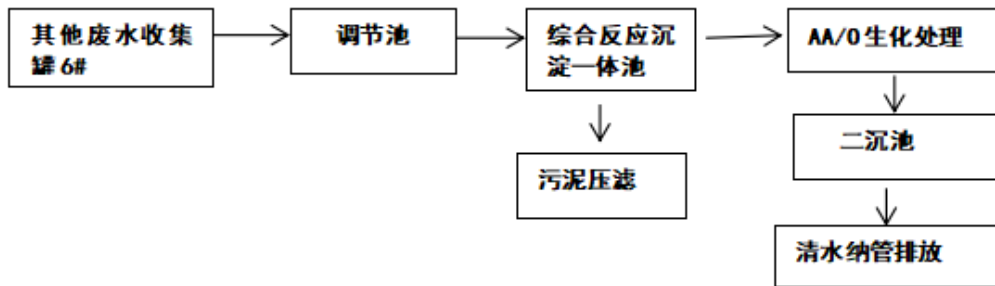 其他废水收集
罐6#
调节池
综合反应沉
淀一体池
AA/O生化处理
二沉池
污泥压滤
清水纳管排放